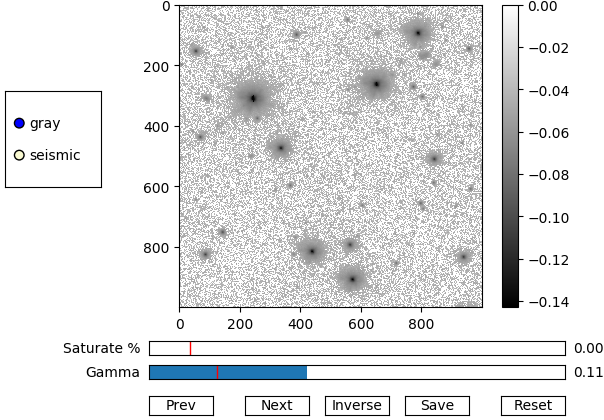 0
200
400
600
800
0
200
400
600
800
0.00
−0.02
−0.04
−0.06
−0.08
−0.10
−0.12
−0.14
gray
seismic
Saturate %
0.00
Gamma
0.11
Prev
Next
Inverse
Save
Reset